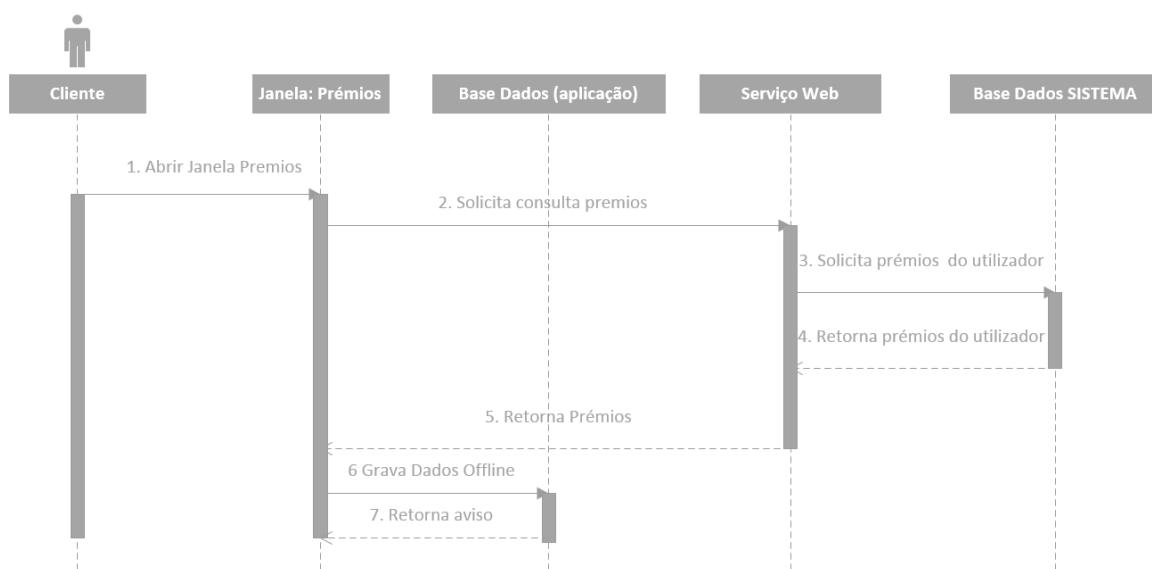 Cliente
Janela: Prémios
Base Dados (aplicação)
Serviço Web
Base Dados SISTEMA
1. Abrir Janela Premios
2. Solicita consulta premios
3. Solicita prémios  do utilizador
4. Retorna prémios do utilizador
5. Retorna Prémios
6 Grava Dados Offline
7. Retorna aviso